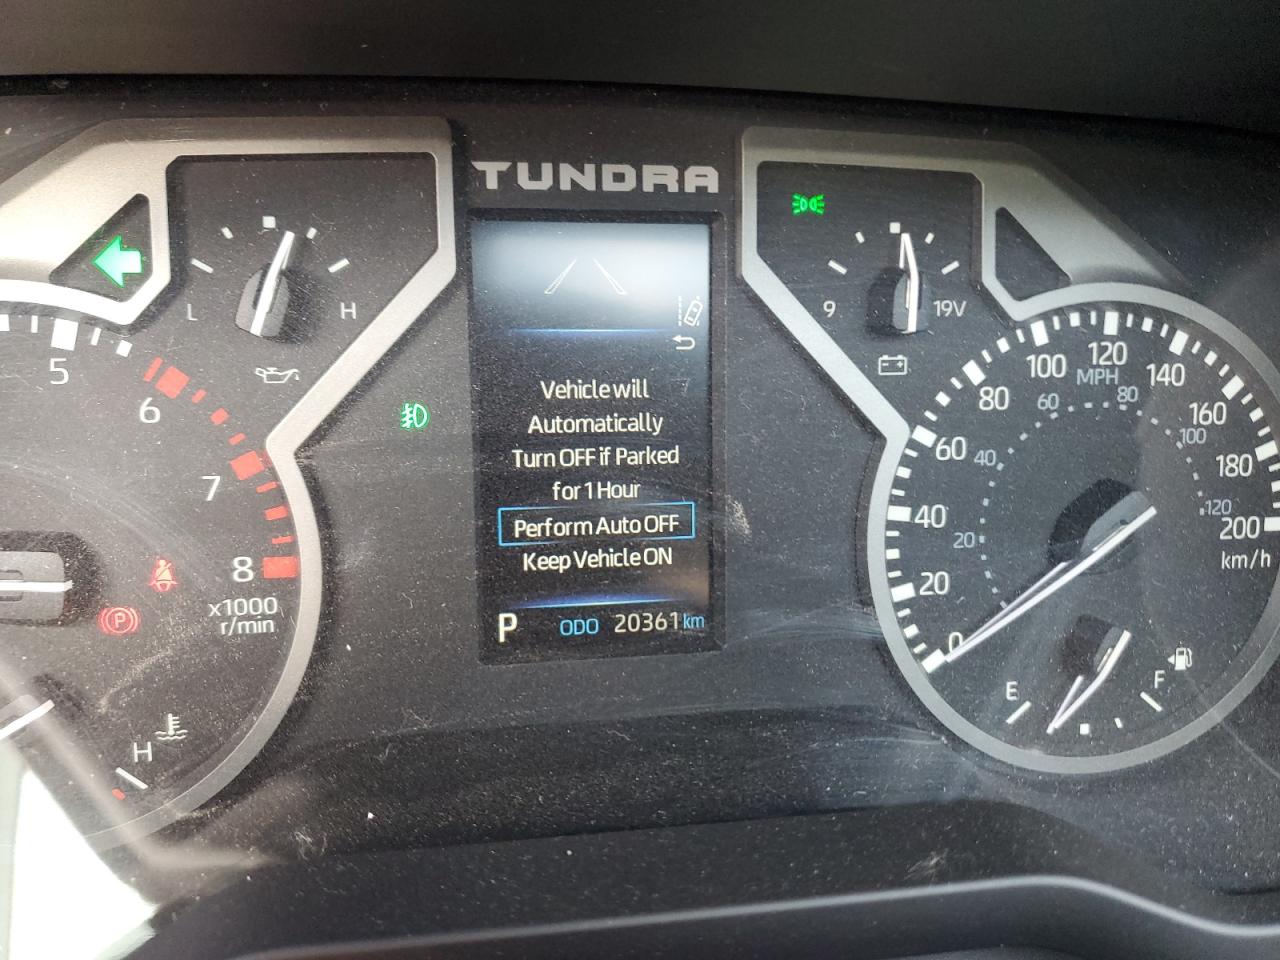 TUNDRA
L
H
5
6
7
8
x1000
r/min
P
H
Vehicle will
Automatically
Turn OFF if Parked
for 1 Hour
Perform Auto OFF
Keep Vehicle ON
P ODO 20361 km
9
19V
0
20
40
60
80
100
120
140
160
180
200
km/h
MPH
20
40
60
80
100
120
E
F